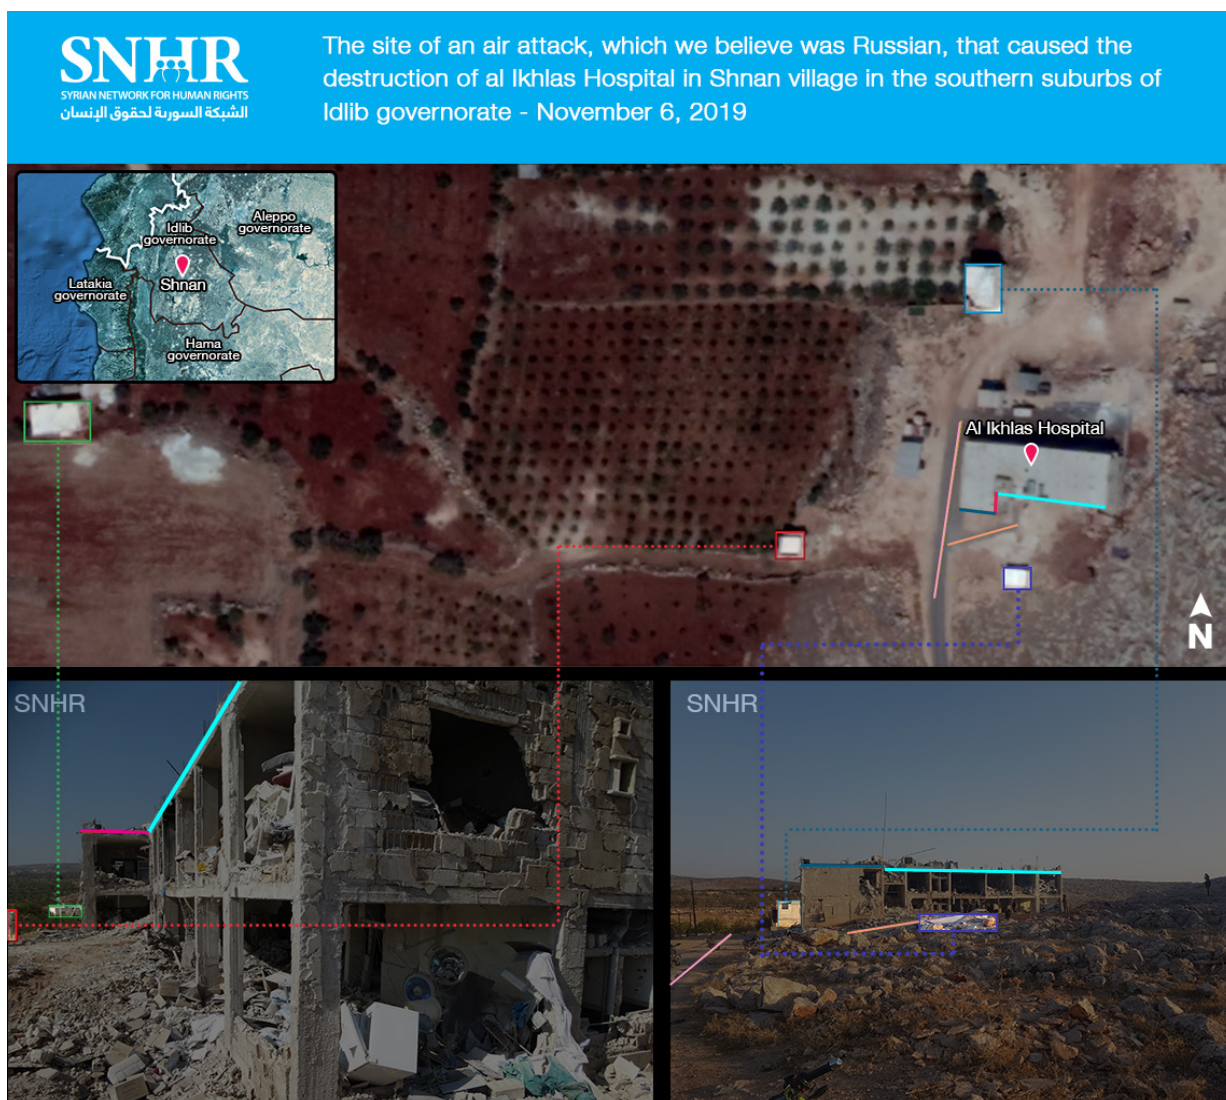 SNHR
SYRIAN NETWORK FOR HUMAN RIGHTS
الشبكة السورية لحقوق الإنسان
The site of an air attack, which we believe was Russian, that caused the
destruction of al Ikhlas Hospital in Shnan village in the southern suburbs of
Idlib governorate - November 6, 2019
Idlib
governorate
Aleppo
governorate
Latakia
governorate
Shnan
Hama
governorate
Al Ikhlas Hospital
N
SNHR
SNHR